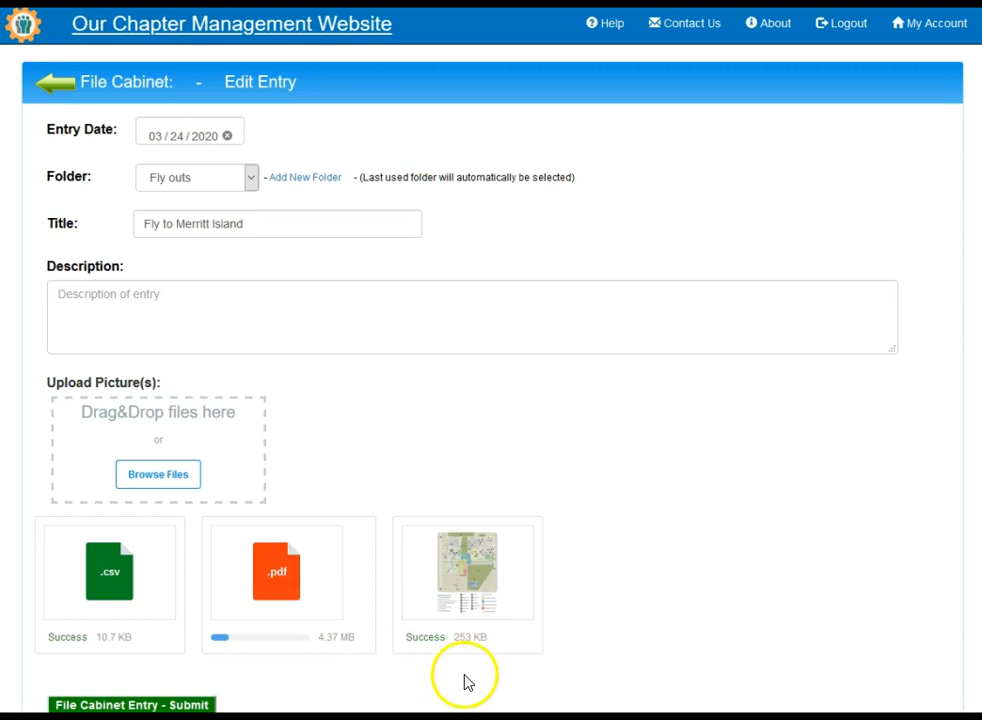 Our Chapter Management Website
Help Contact Us About Logout My Account
File Cabinet: - Edit Entry
Entry Date: 03 / 24 / 2020
Folder: Fly outs - Add New Folder - (Last used folder will automatically be selected)
Title: Fly to Merritt Island
Description:
Description of entry
Upload Picture(s):
Drag&Drop files here
or
Browse Files
.csv .pdf
Success 10.7 KB 4.37 MB Success 253 KB
File Cabinet Entry - Submit